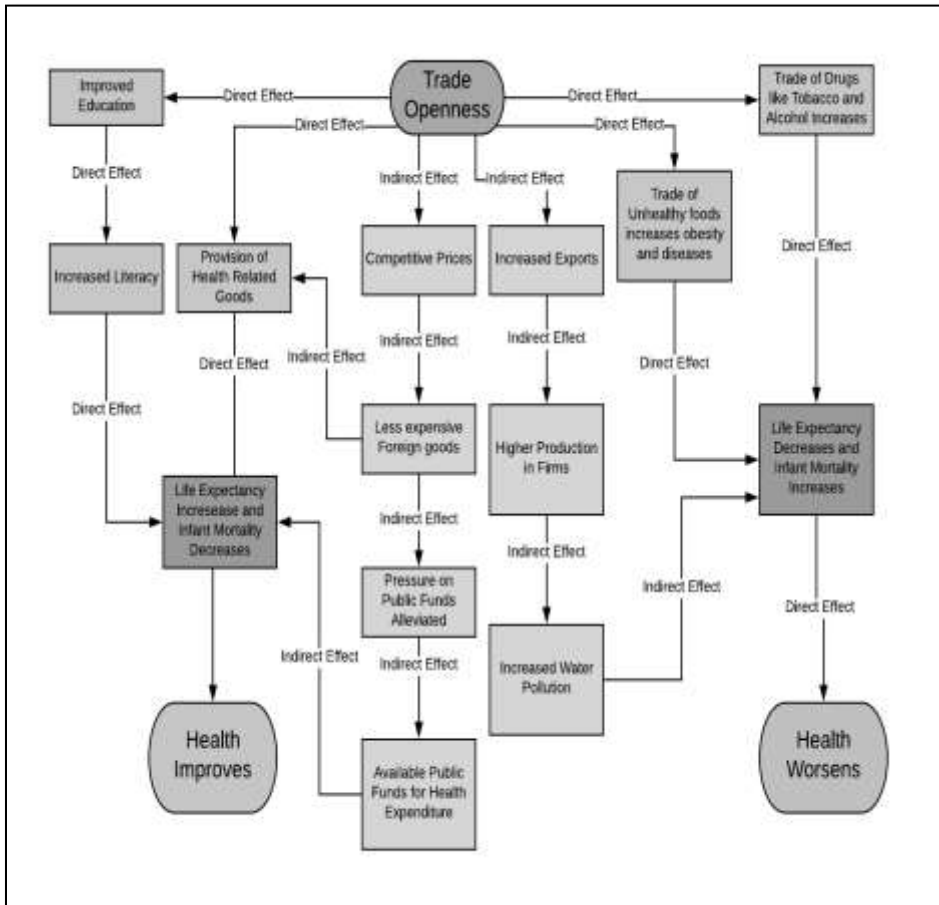 Improved
Education
Direct Effect
Trade
Openness
Direct Effect
Trade of Drugs
like Tobacco and
Alcohol Increases
Direct Effect
Direct Effect
Direct Effect
Indirect Effect
Indirect Effect
Trade of
Unhealthy foods
increases obesity
and diseases
Direct Effect
Increased Literacy
Provision of
Health Related
Goods
Competitive Prices
Increased Exports
Indirect Effect
Direct Effect
Indirect Effect
Indirect Effect
Direct Effect
Direct Effect
Less expensive
Foreign goods
Higher Production
in Firms
Life Expectancy
Decreases and
Infant Mortality
Increases
Life Expectancy
Incresease and
Infant Mortality
Decreases
Indirect Effect
Indirect Effect
Pressure on
Public Funds
Alleviated
Indirect Effect
Direct Effect
Indirect Effect
Indirect Effect
Increased Water
Pollution
Health
Improves
Available Public
Funds for Health
Expenditure
Health
Worsens